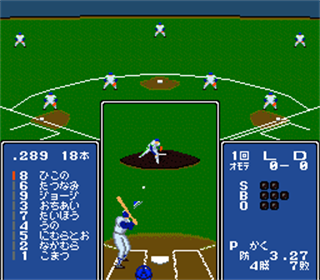 .289 18本
8 ひこの
6 たつなみ
9 ジョージ
3 おちあい
7 たいほう
4 うの
5 にむらとお
2 なかむら
1 こまつ
1回 L D
オモテ 0-0
S
B
O
P かく
防 3.27
4勝 7敗